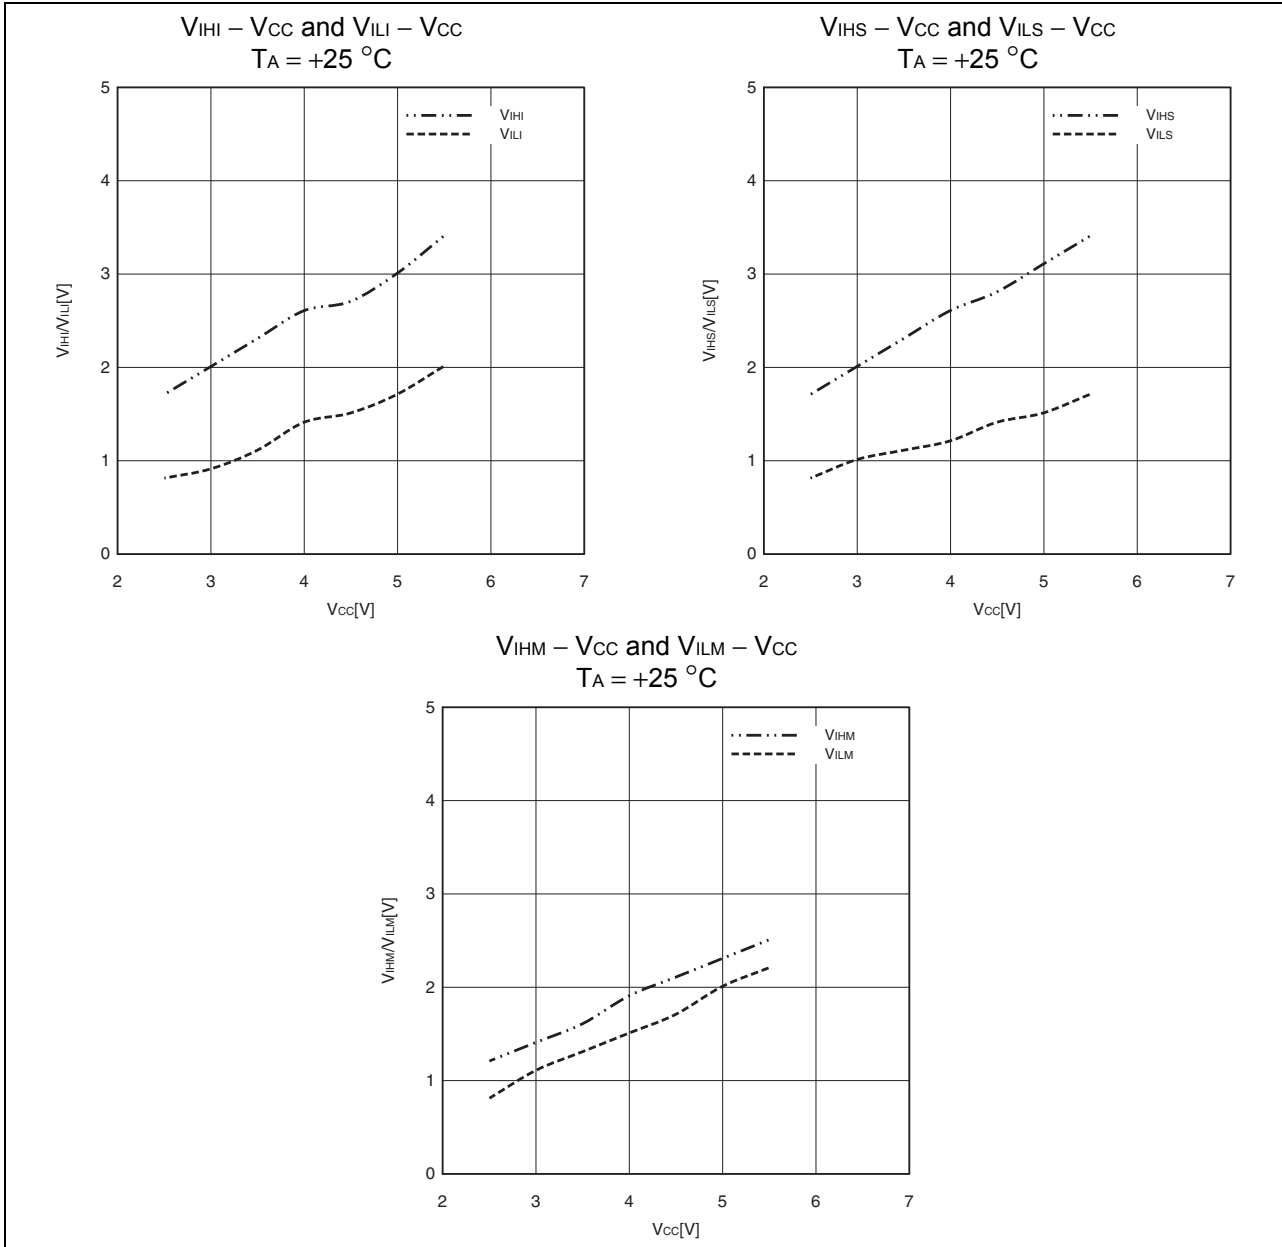 VIHI – VCC and VILI – VCC
TA = +25 °C
5
4
3
2
1
0
2 3 4 5 6 7
VCC[V]
VIHI/VILI[V]
VIHI
VILI
VIHS – VCC and VILS – VCC
TA = +25 °C
5
4
3
2
1
0
2 3 4 5 6 7
VCC[V]
VIHS/VILS[V]
VIHS
VILS
VIHM – VCC and VILM – VCC
TA = +25 °C
5
4
3
2
1
0
2 3 4 5 6 7
VCC[V]
VIHM/VILM[V]
VIHM
VILM